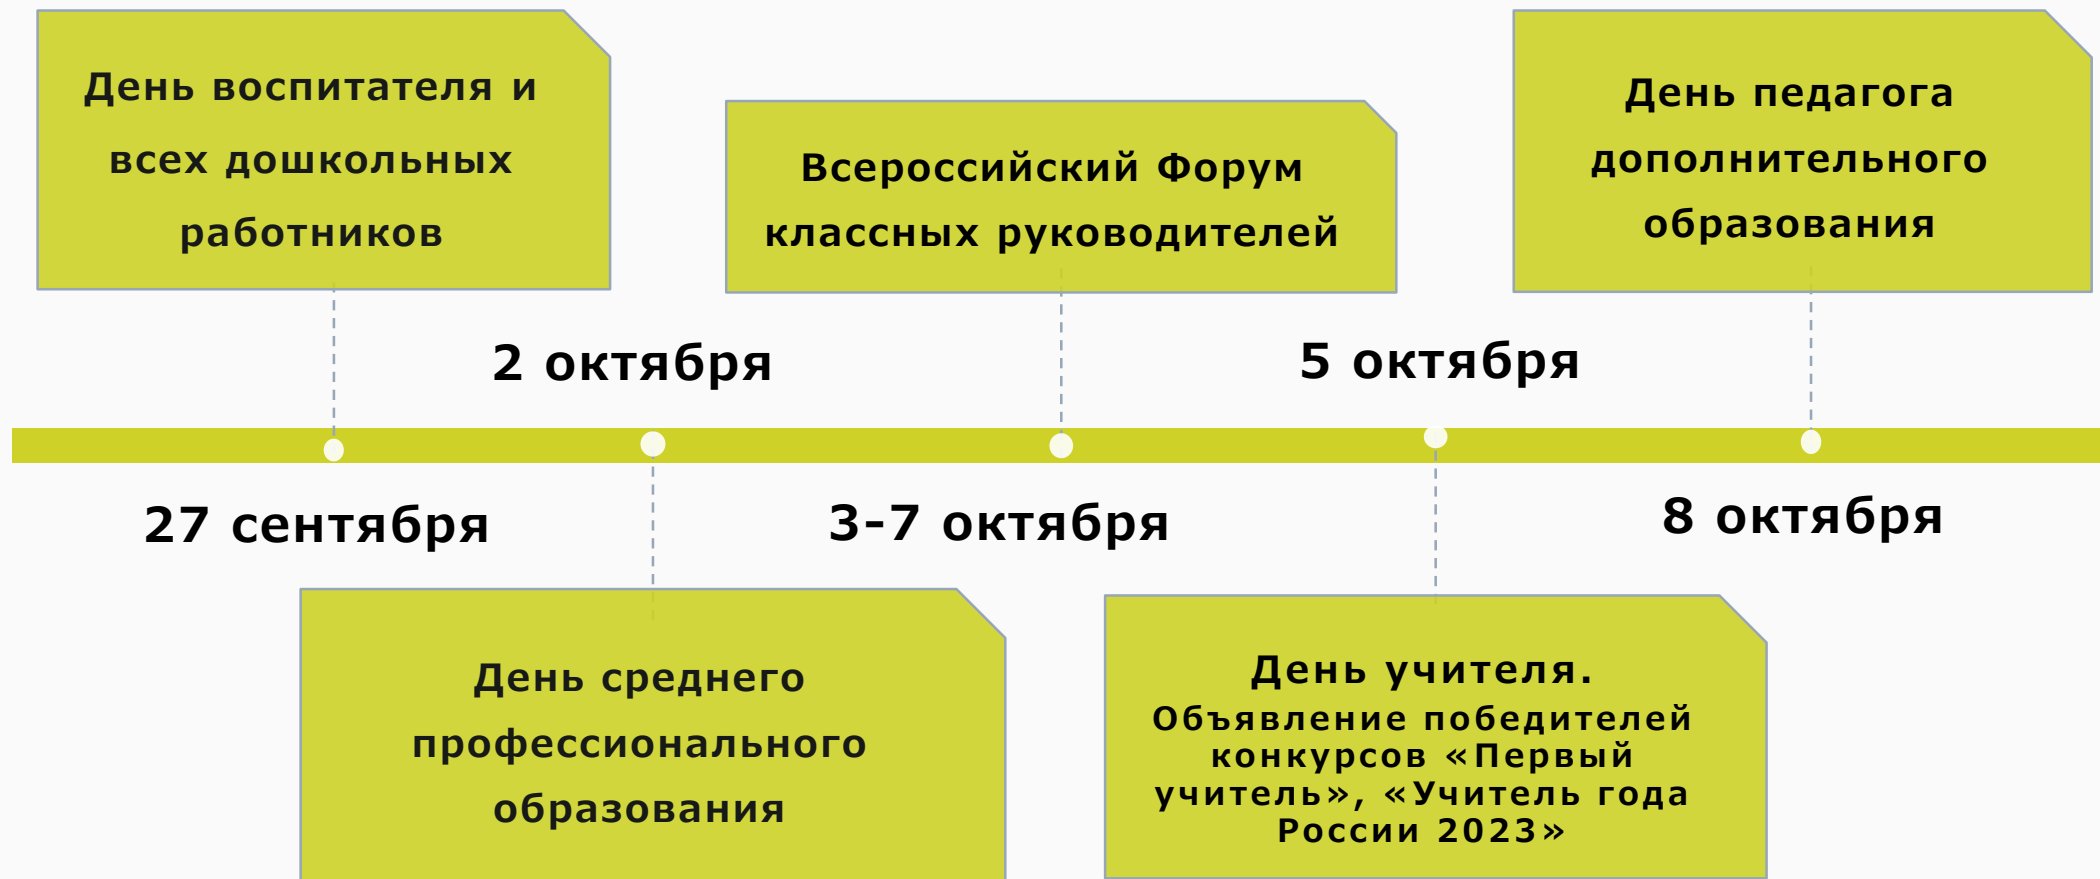 День воспитателя и
всех дошкольных
работников
Всероссийский Форум
классных руководителей
День педагога
дополнительного
образования
2 октября
5 октября
27 сентября
3-7 октября
8 октября
День среднего
профессионального
образования
День учителя.
Объявление победителей
конкурсов «Первый
учитель», «Учитель года
России 2023»